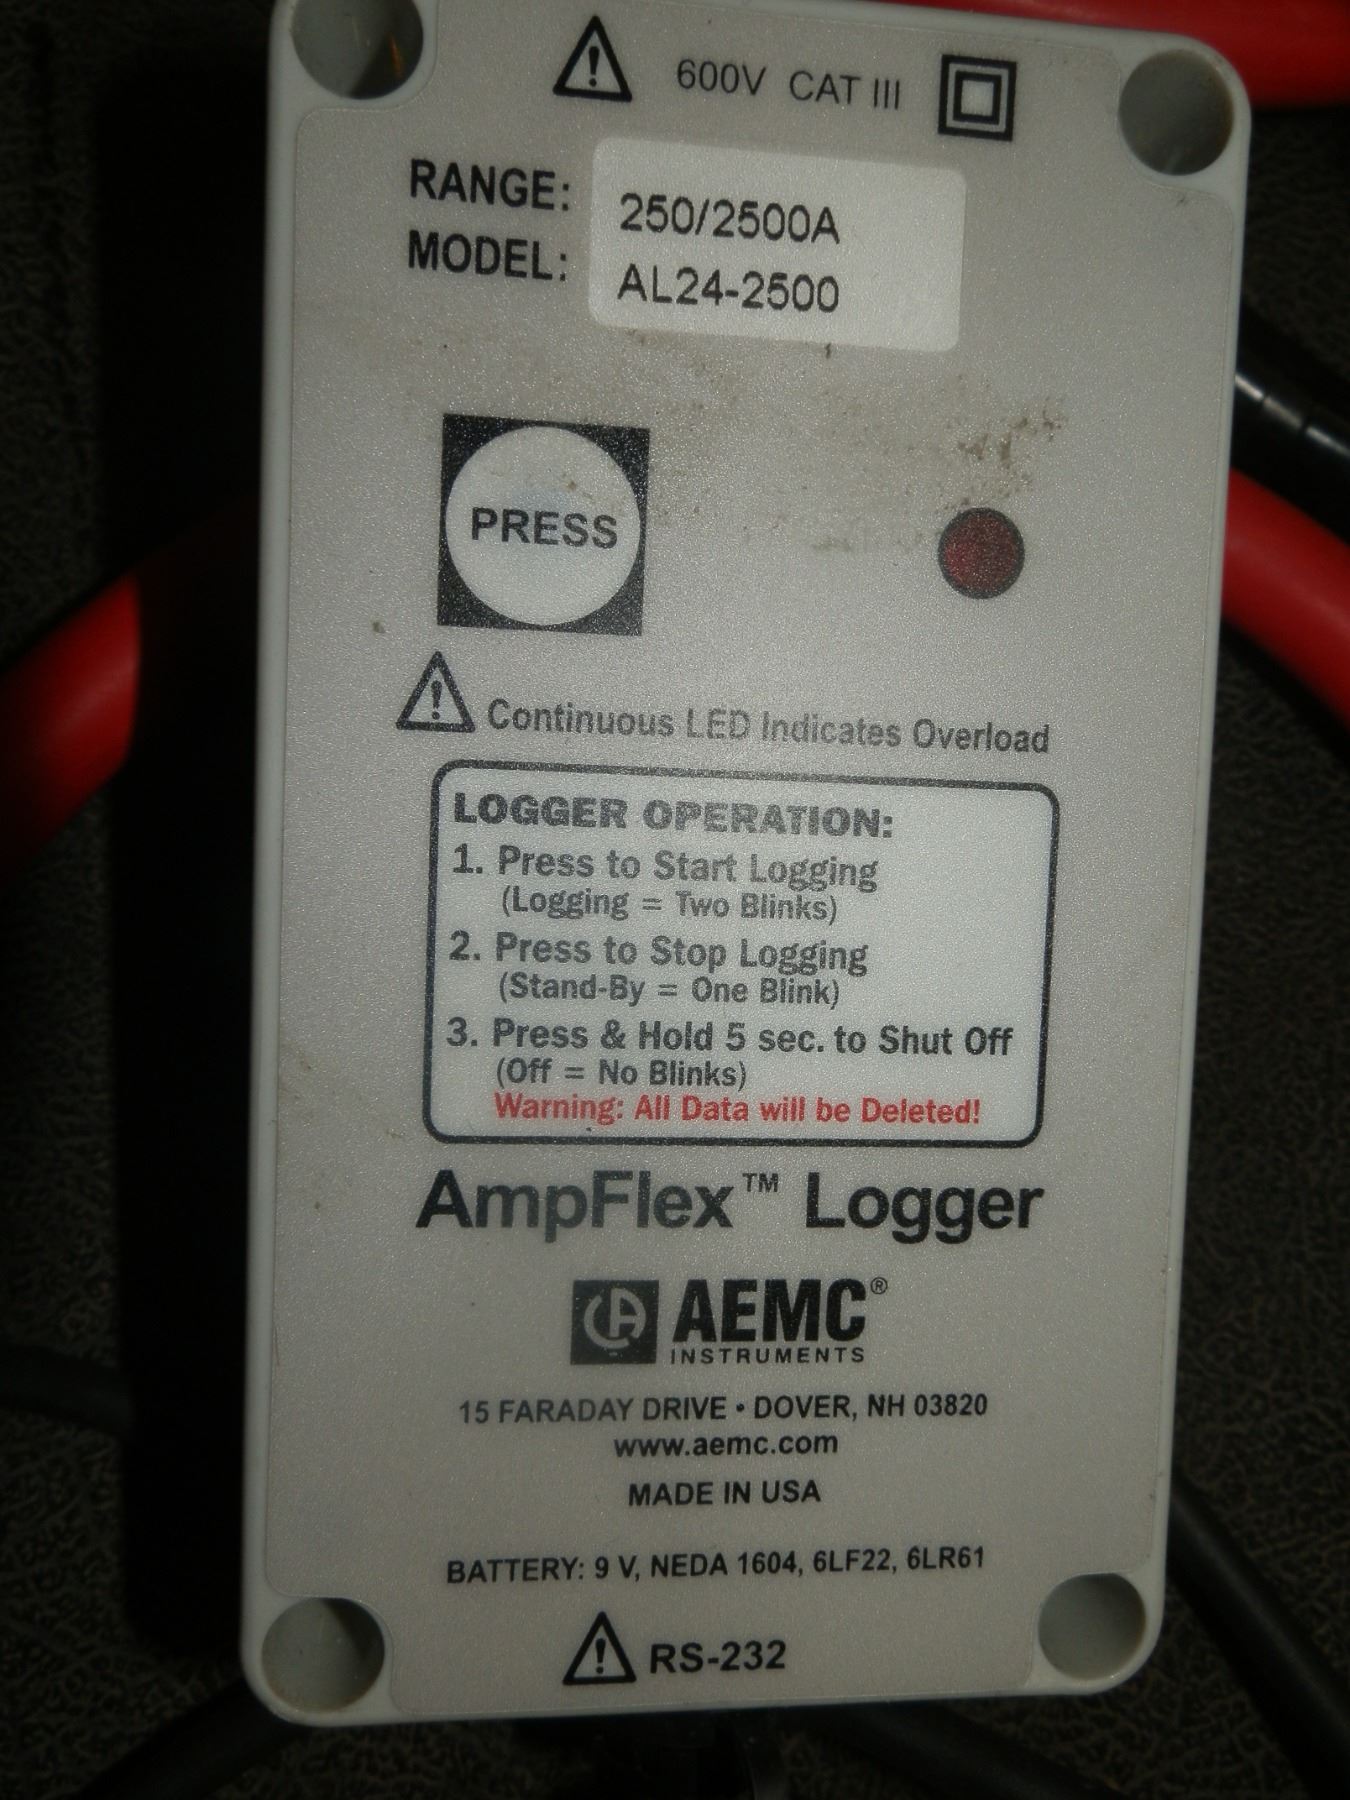 600V CAT III
RANGE: 250/2500A
MODEL: AL24-2500
PRESS
Continuous LED Indicates Overload
LOGGER OPERATION:
1. Press to Start Logging
(Logging = Two Blinks)
2. Press to Stop Logging
(Stand-By = One Blink)
3. Press & Hold 5 sec. to Shut Off
(Off = No Blinks)
Warning: All Data will be Deleted!
AmpFlex™ Logger
AEMC®
INSTRUMENTS
15 FARADAY DRIVE • DOVER, NH 03820
www.aemc.com
MADE IN USA
BATTERY: 9 V, NEDA 1604, 6LF22, 6LR61
RS-232